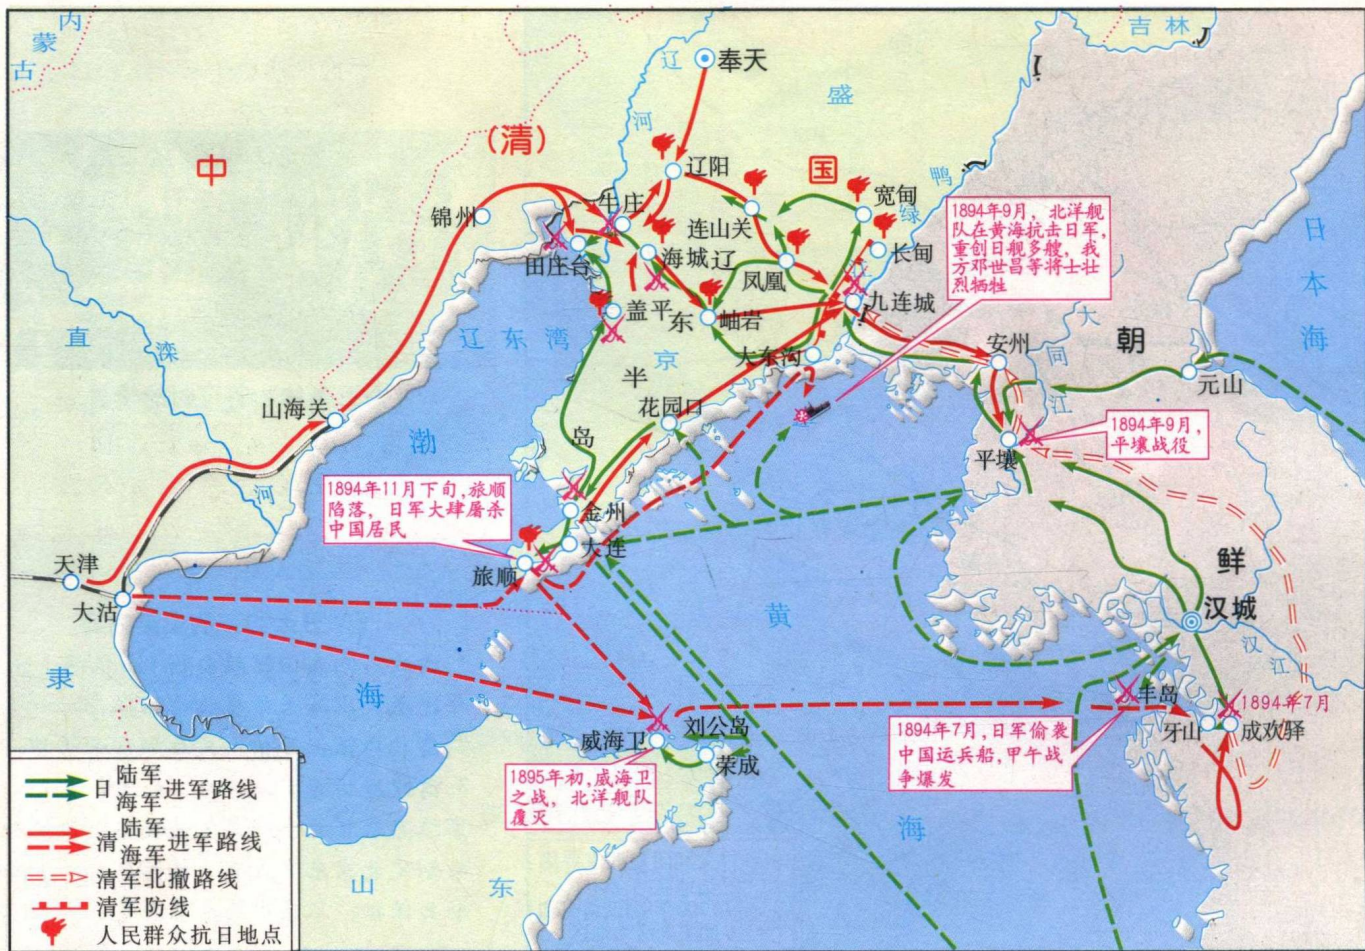 内
蒙
古
吉林
辽
河
奉天
盛
(清)
中
国
辽阳
宽甸
鸭
绿
江
牛庄
锦州
连山关
长甸
1894年9月，北洋舰
队在黄海抗击日军，
重创日舰多艘，我
方邓世昌等将士壮
烈牺牲
日
本
海
田庄台
海城
辽
凤凰
九连城
盖平
东
岫岩
直
滦
辽东湾
京
大东沟
安州
大
同
江
朝
元山
半
山海关
花园口
渤
岛
平壤
1894年9月，
平壤战役
河
1894年11月下旬，旅顺
陷落，日军大肆屠杀
中国居民
金州
大连
旅顺
天津
大沽
鲜
黄
汉城
汉
江
隶
海
丰岛
1894年7月
刘公岛
威海卫
荣成
牙山
成欢驿
1894年7月，日军偷袭
中国运兵船，甲午战
争爆发
1895年初，威海卫
之战，北洋舰队
覆灭
海
山东
日陆军海军进军路线
清陆军海军进军路线
清军北撤路线
清军防线
人民群众抗日地点